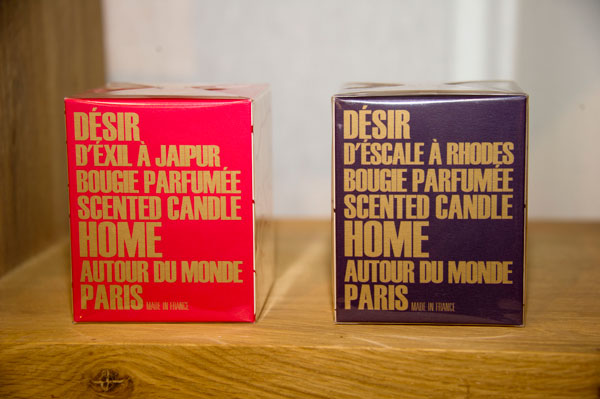 DÉSIR
D'ÉXIL À JAIPUR
BOUGIE PARFUMÉE
SCENTED CANDLE
HOME
AUTOUR DU MONDE
PARIS MADE IN FRANCE
DÉSIR
D'ÉSCALE À RHODES
BOUGIE PARFUMÉE
SCENTED CANDLE
HOME
AUTOUR DU MONDE
PARIS MADE IN FRANCE